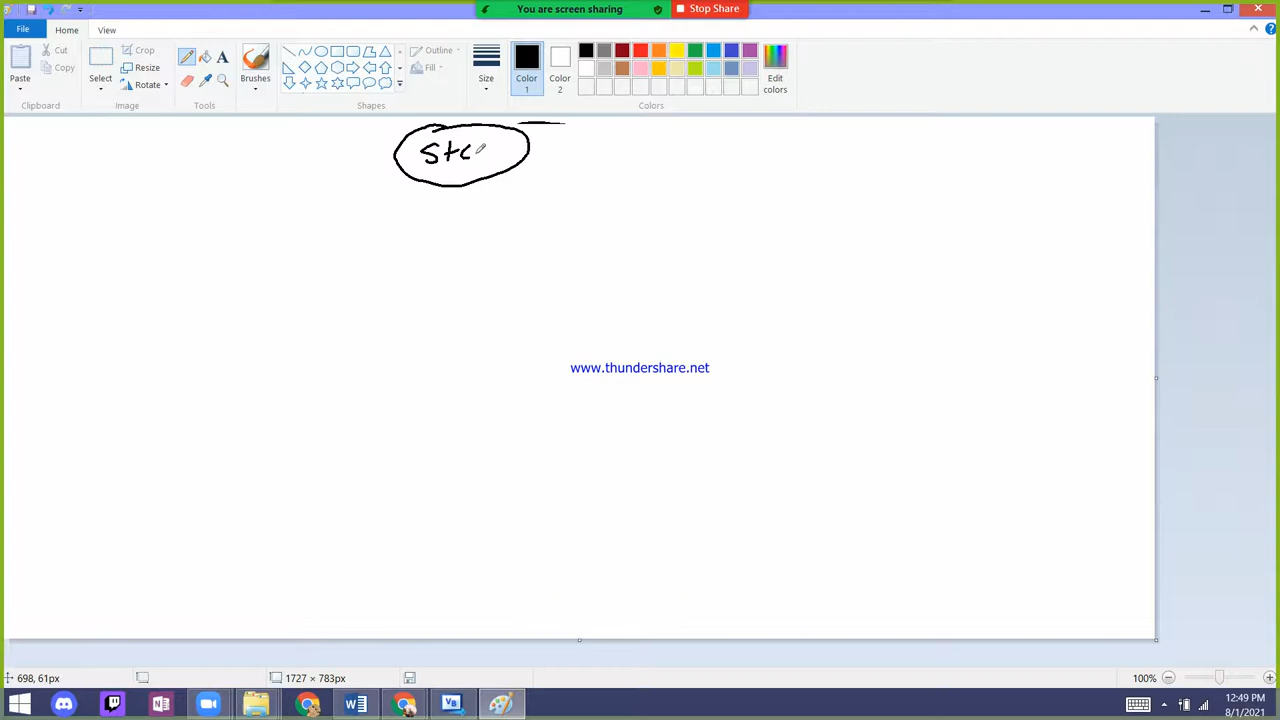 You are screen sharing
Stop Share
File
Home
View
Paste
Cut
Copy
Clipboard
Select
Crop
Resize
Rotate
Image
A
Tools
Brushes
Outline
Fill
Shapes
Size
Color
1
Color
2
Edit
colors
Colors
www.thundershare.net
698, 61px
1727 × 783px
100%
12:49 PM
8/1/2021